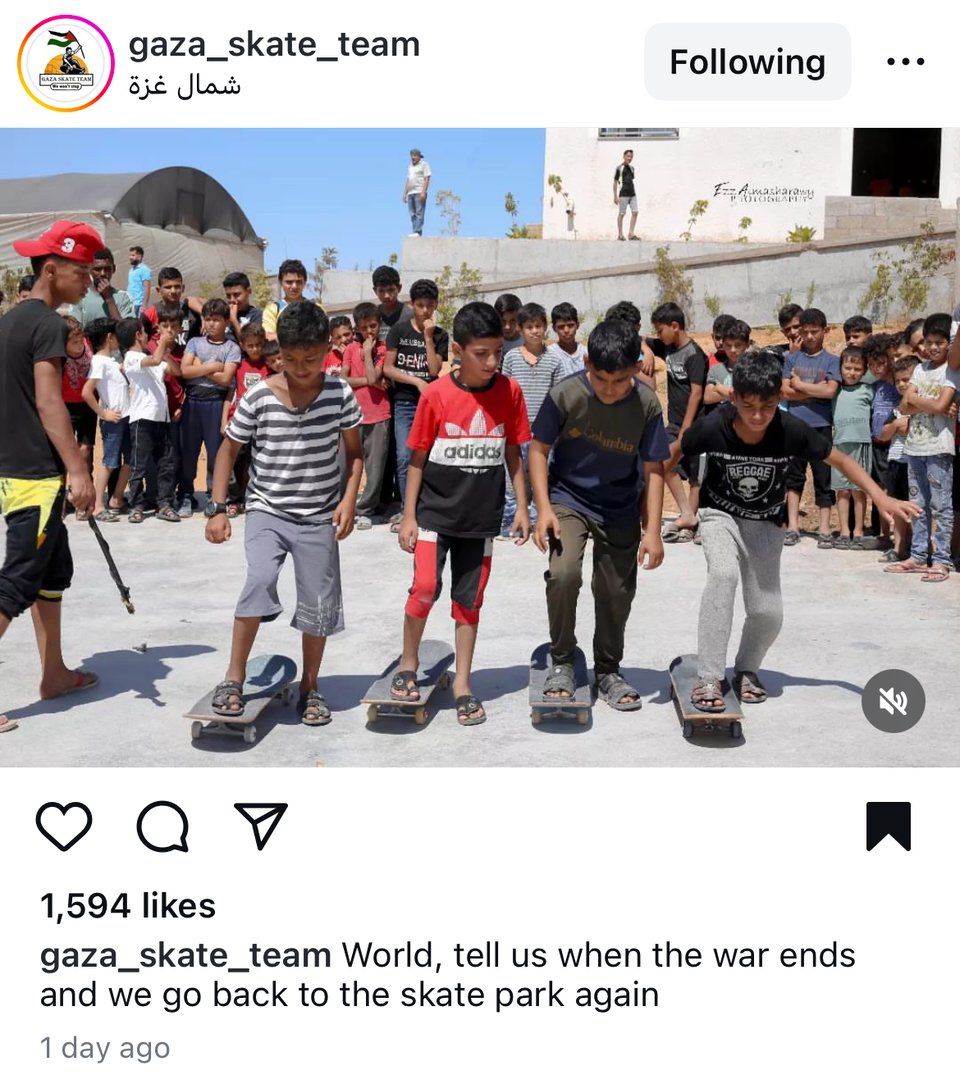 gaza_skate_team
شمال غزة
Following
GAZA SKATE TEAM
We won't stop
3
Ezz Almasharawy
PHOTOGRAPHY
DENIM
adidas
Columbia
REGGAE
1,594 likes
gaza_skate_team World, tell us when the war ends
and we go back to the skate park again
1 day ago